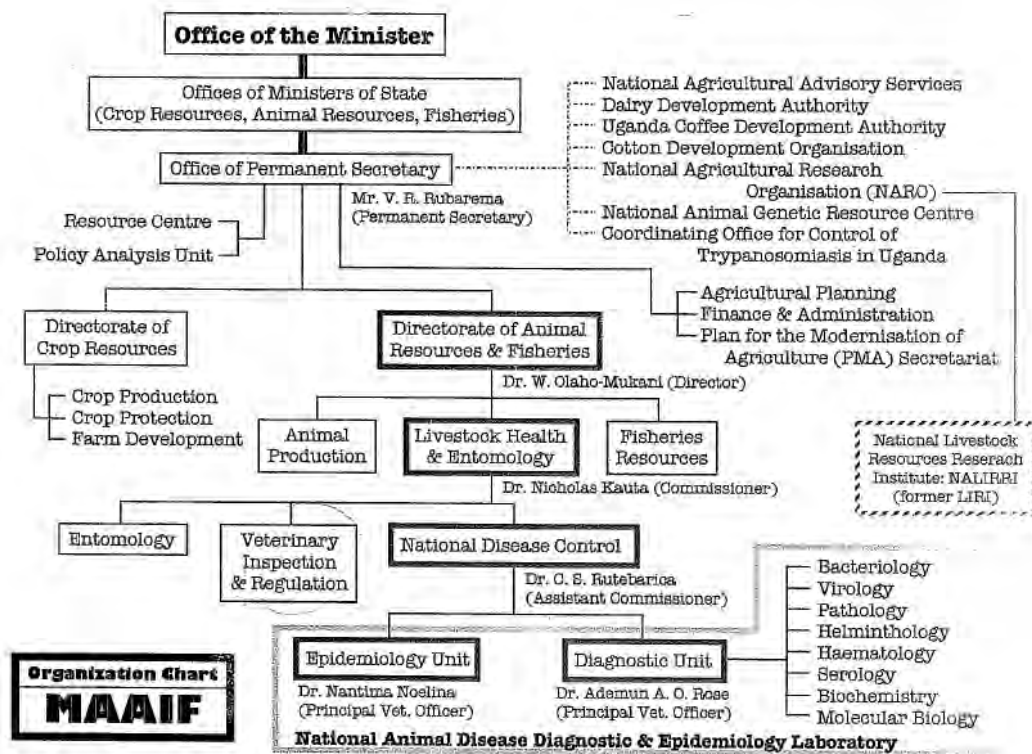 Office of the Minister
Offices of Ministers of State
(Crop Resources, Animal Resources, Fisheries)
Office of Permanent Secretary
Mr. V. R. Rubarema
(Permanent Secretary)
National Agricultural Advisory Services
Dairy Development Authority
Uganda Coffee Development Authority
Cotton Development Organisation
National Agricultural Research
Organisation (NARO)
National Animal Genetic Resource Centre
Coordinating Office for Control of
Trypanosomiasis in Uganda
Resource Centre
Policy Analysis Unit
Agricultural Planning
Finance & Administration
Plan for the Modernisation of
Agriculture (PMA) Secretariat
Directorate of
Crop Resources
Directorate of Animal
Resources & Fisheries
Dr. W. Olaho-Mukani (Director)
Crop Production
Crop Protection
Farm Development
Animal
Production
Livestock Health
& Entomology
Fisheries
Resources
National Livestock
Resources Reserach
Institute: NALIRRI
(former LIRI)
Dr. Nicholas Kauta (Commissioner)
Entomology
Veterinary
Inspection
& Regulation
National Disease Control
Dr. C. S. Rutebarica
(Assistant Commissioner)
Bacteriology
Virology
Pathology
Helminthology
Haematology
Serology
Biochemistry
Molecular Biology
Epidemiology Unit
Dr. Nantima Noelina
(Principal Vet. Officer)
Diagnostic Unit
Dr. Ademun A. O. Rose
(Principal Vet. Officer)
National Animal Disease Diagnostic & Epidemiology Laboratory
Organization Chart
MAAIF